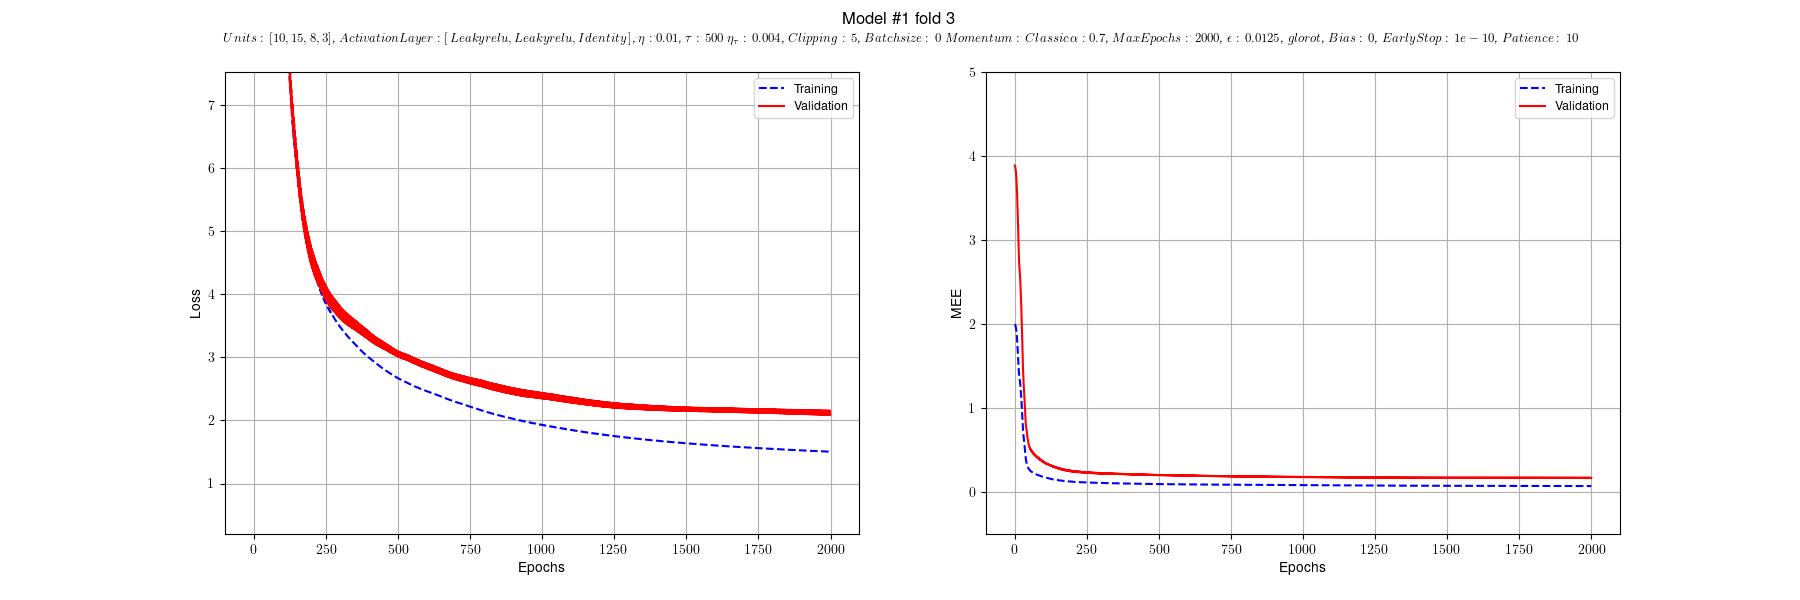 Model #1 fold 3
Units : [10, 15, 8, 3], ActivationLayer : [ Leakyrelu, Leakyrelu, Identity], η : 0.01, τ : 500 ητ : 0.004, Clipping : 5, Batchsize : 0 Momentum : Classicα : 0.7, MaxEpochs : 2000, ϵ : 0.0125, glorot, Bias : 0, EarlyStop : 1e − 10, Patience : 10
Loss
7
6
5
4
3
2
1
Training
Validation
0 250 500 750 1000 1250 1500 1750 2000
Epochs
MEE
5
4
3
2
1
0
Training
Validation
0 250 500 750 1000 1250 1500 1750 2000
Epochs